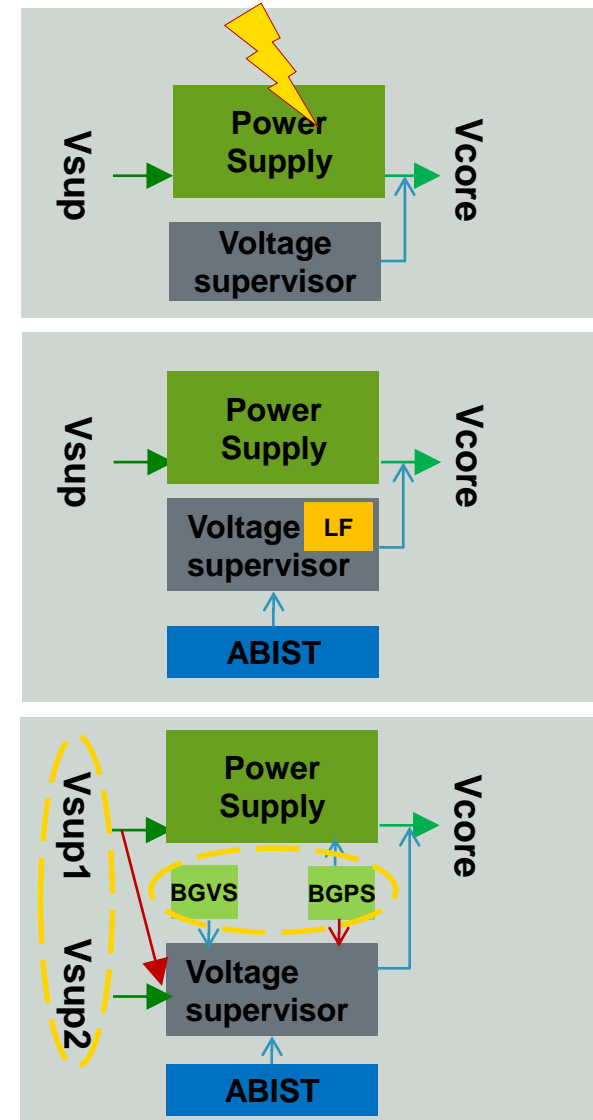 Power
Supply
Vsup
Vcore
Voltage
supervisor
Power
Supply
Vsup
Vcore
Voltage
LF
supervisor
ABIST
Power
Supply
Vsup1
Vcore
BGVS
BGPS
Vsup2
Voltage
supervisor
ABIST